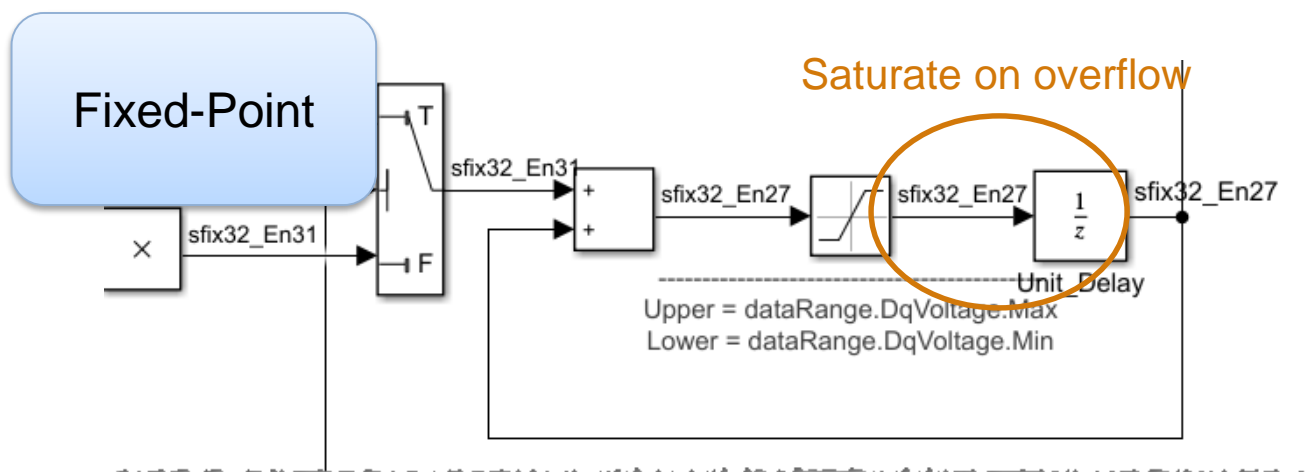 Fixed-Point
Saturate on overflow
T
sfix32_En31
+
+
sfix32_En27
sfix32_En27
1
z
sfix32_En27
×
sfix32_En31
F
Unit_Delay
Upper = dataRange.DqVoltage.Max
Lower = dataRange.DqVoltage.Min